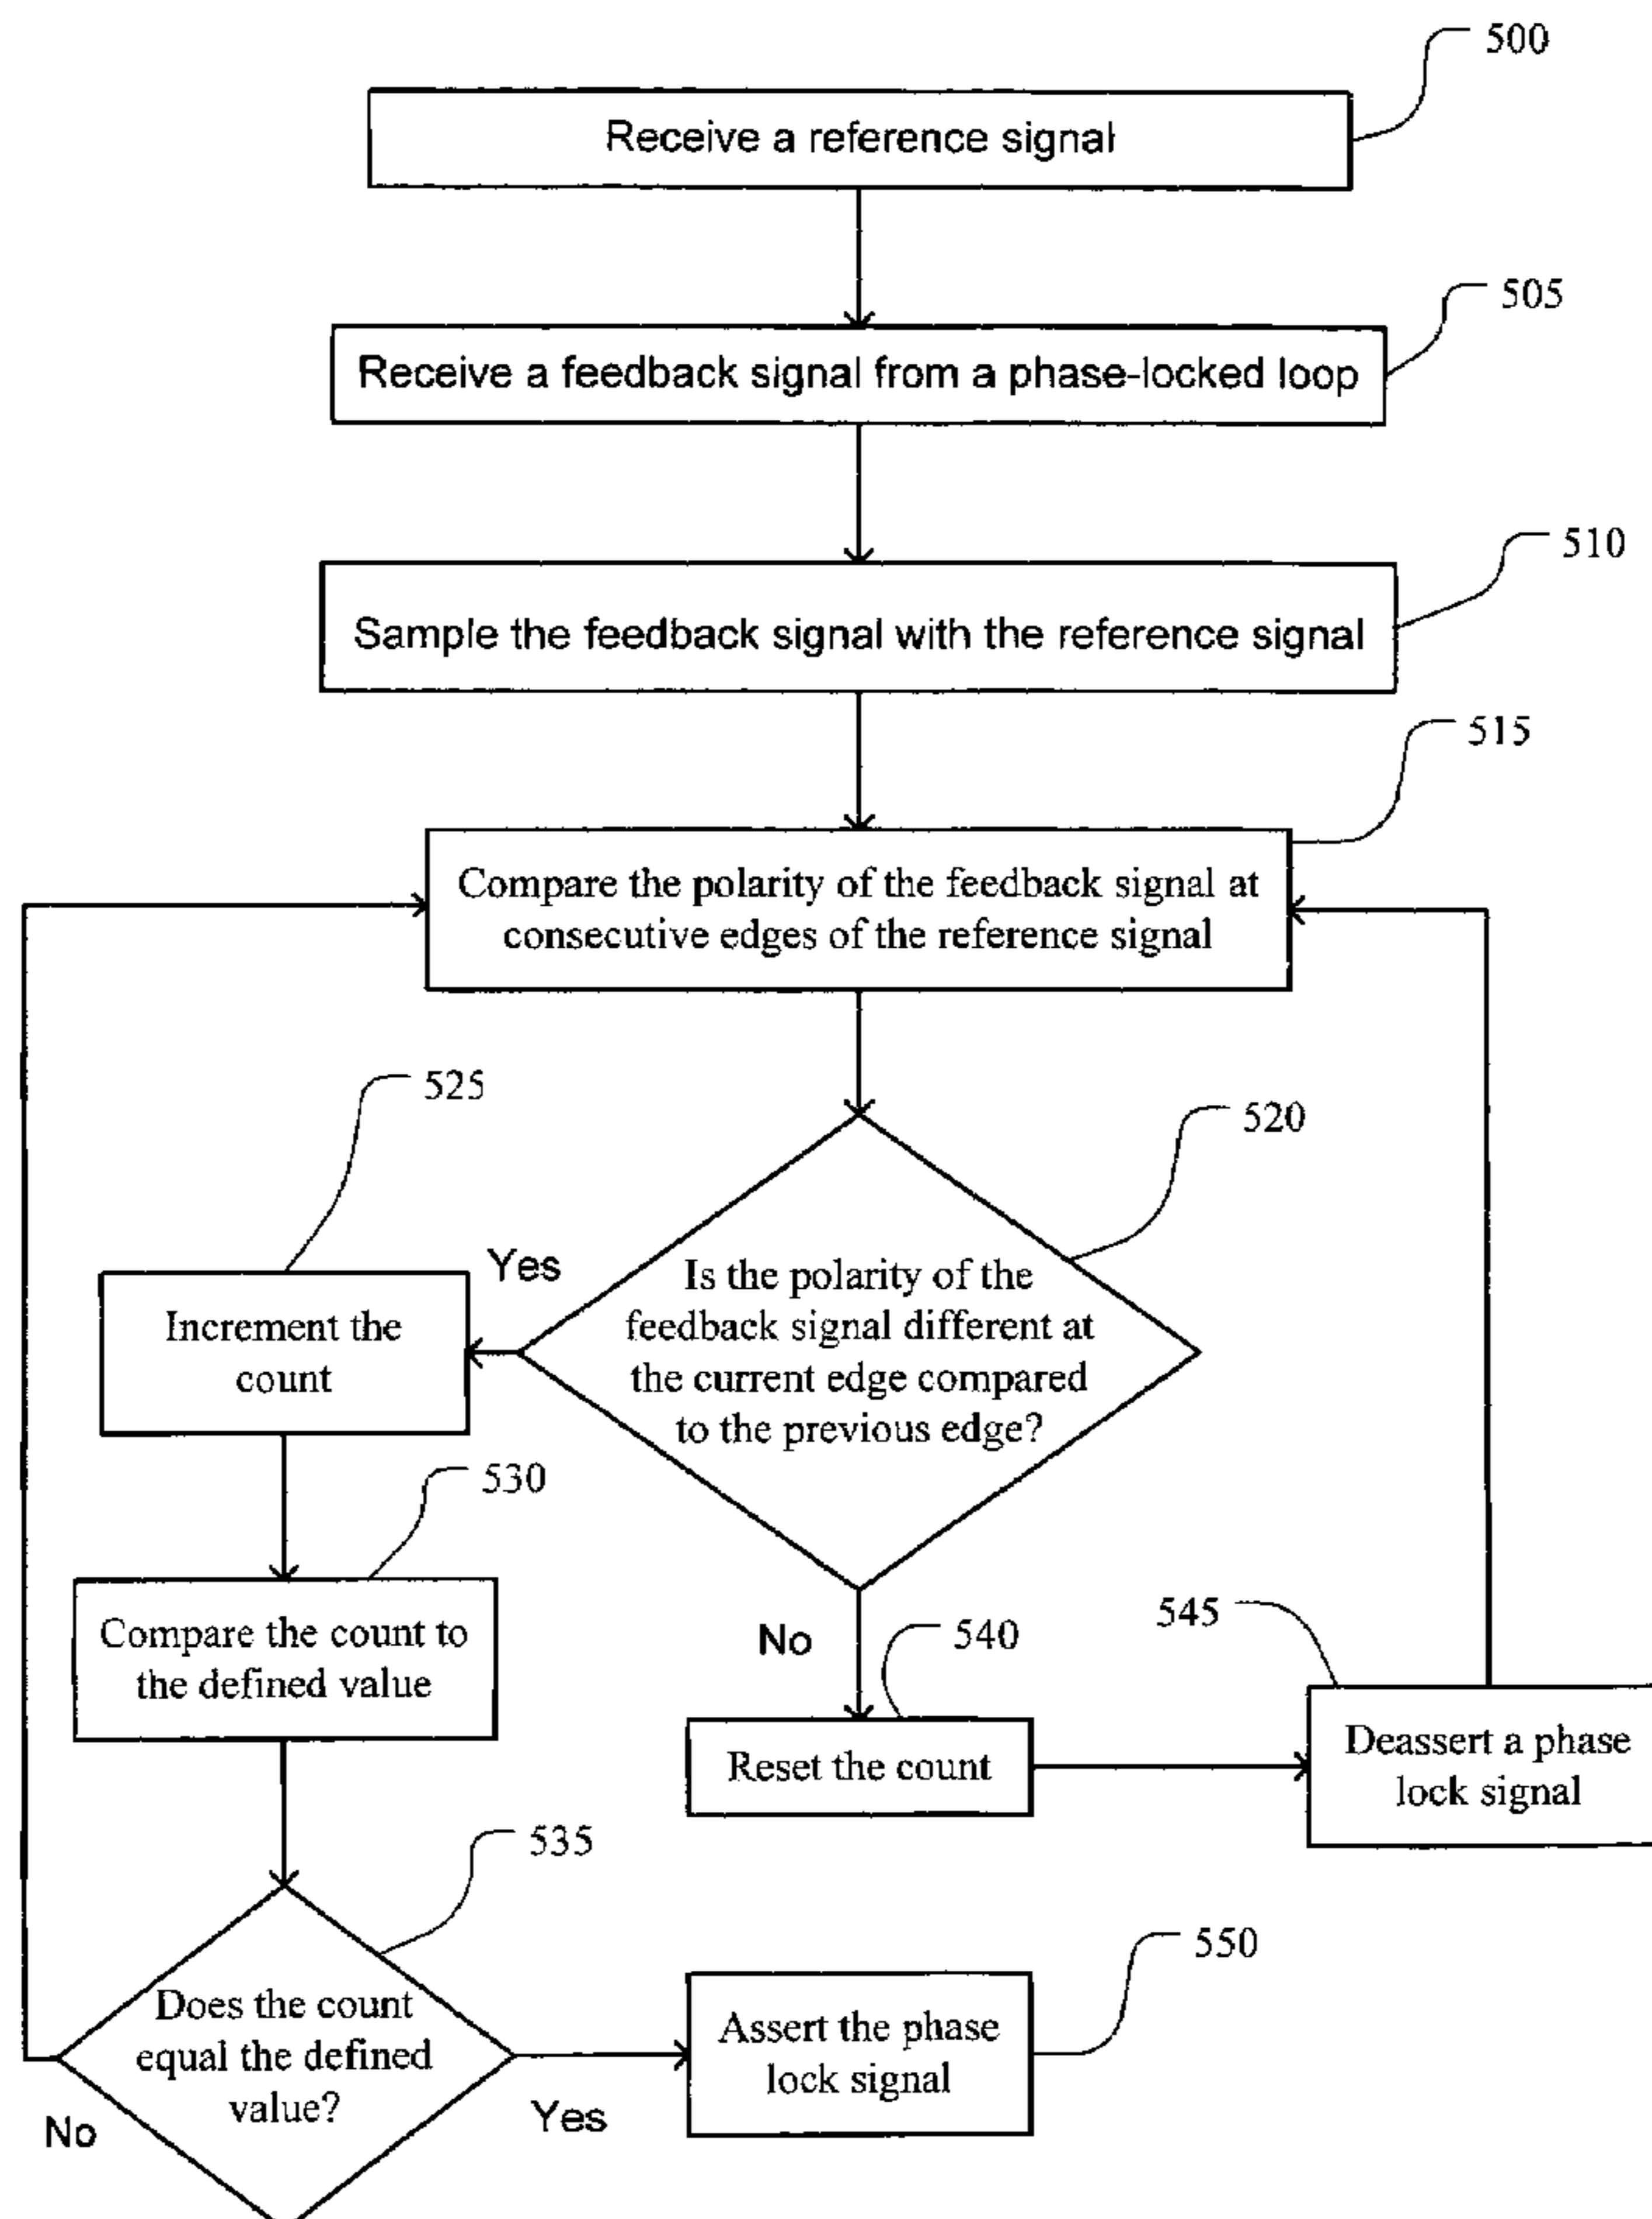 500
Receive a reference signal
505
Receive a feedback signal from a phase-locked loop
510
Sample the feedback signal with the reference signal
515
Compare the polarity of the feedback signal at
consecutive edges of the reference signal
525
520
Yes
Is the polarity of the
feedback signal different at
the current edge compared
to the previous edge?
Increment the
count
530
Compare the count to
the defined value
No
540
545
Reset the count
Deassert a phase
lock signal
535
550
Does the count
equal the defined
value?
Assert the phase
lock signal
No
Yes